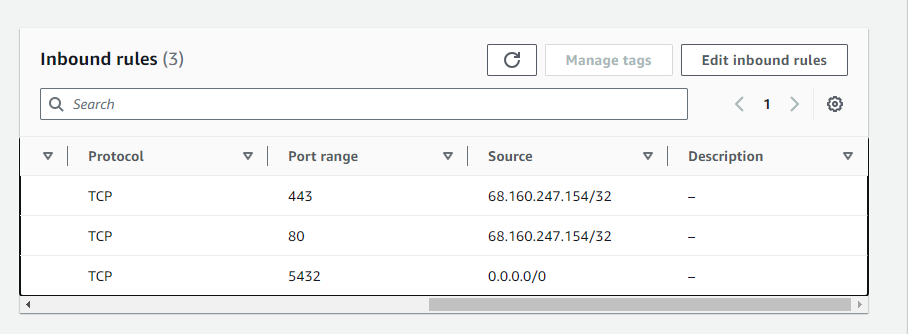 Inbound rules (3)
Manage tags
Edit inbound rules
Search
1
Protocol Port range Source Description
TCP 443 68.160.247.154/32 –
TCP 80 68.160.247.154/32 –
TCP 5432 0.0.0.0/0 –